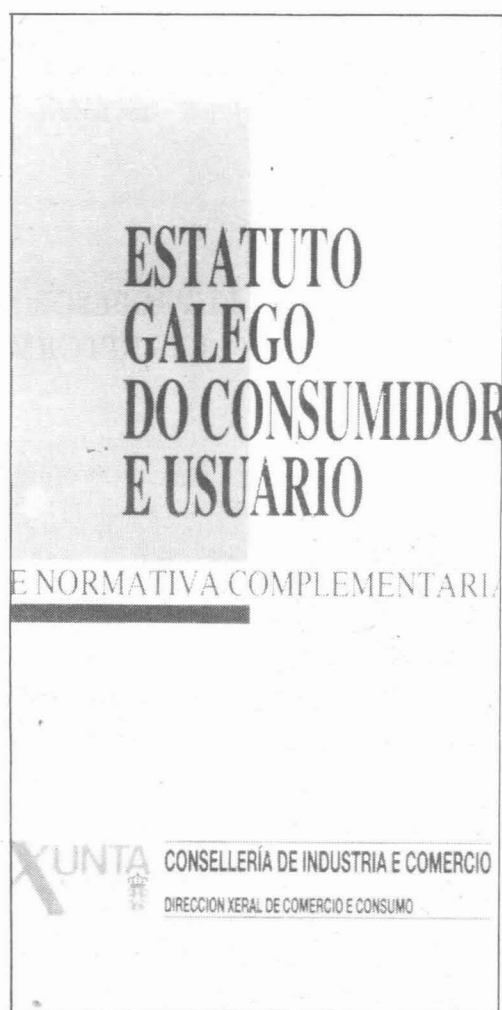 ESTATUTO
GALEGO
DO CONSUMIDOR
E USUARIO
E NORMATIVA COMPLEMENTARIA
XUNTA
CONSELLERÍA DE INDUSTRIA E COMERCIO
DIRECCION XERAL DE COMERCIO E CONSUMO